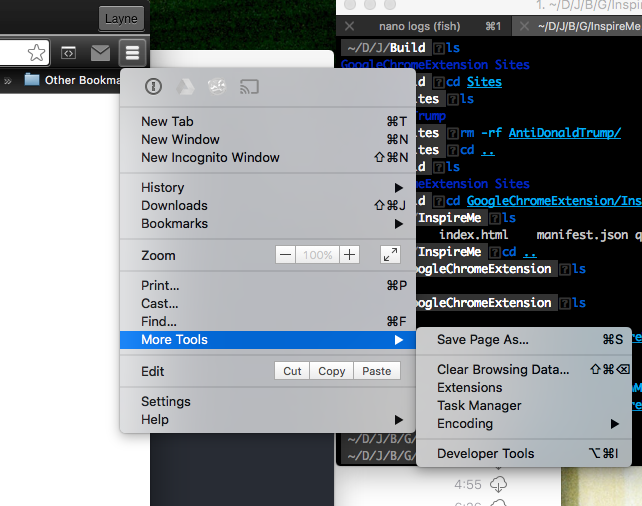 Layne
» Other Bookma
New Tab ⌘T
New Window ⌘N
New Incognito Window ⇧⌘N
History ▶
Downloads ⇧⌘J
Bookmarks ▶
Zoom − 100% +
Print... ⌘P
Cast...
Find... ⌘F
More Tools ▶
Edit Cut Copy Paste
Settings
Help ▶
Save Page As... ⌘S
Clear Browsing Data... ⇧⌘⌫
Extensions
Task Manager
Encoding ▶
Developer Tools ⌥⌘I
1. ~/D/J/B/G/InspireMe
nano logs (fish) ⌘1 ~/D/J/B/G/InspireMe
~/D/J/Build ls
GoogleChromeExtension Sites
d cd Sites
ites ls
rump
ites rm -rf AntiDonaldTrump/
ites cd ..
d ls
eExtension Sites
d cd GoogleChromeExtension/Ins
/InspireMe ls
index.html manifest.json q
/InspireMe cd ..
oogleChromeExtension ls
oogleChromeExtension ls
~/D/J/B/G/
~/D/J/B/G/
4:55